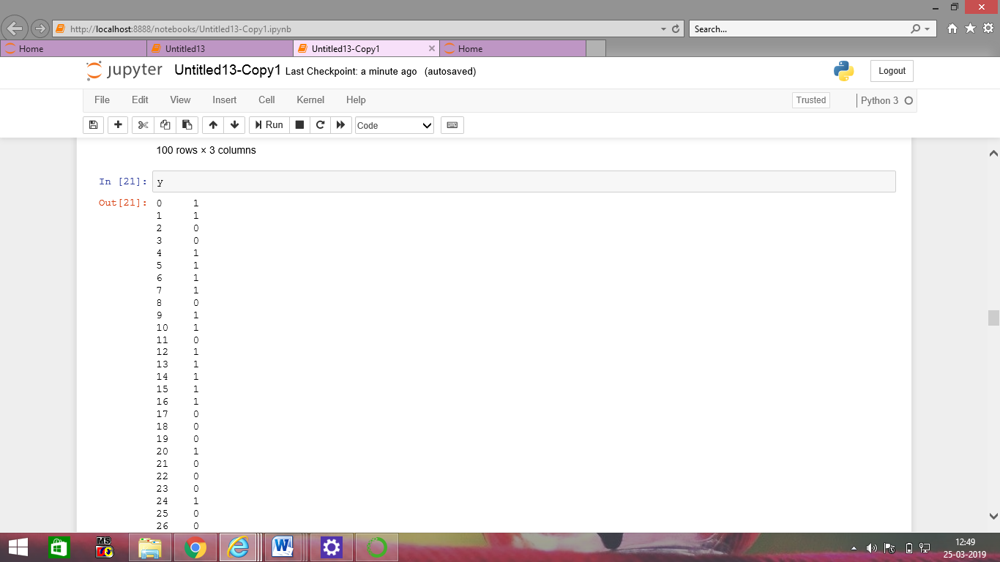 http://localhost:8888/notebooks/Untitled13-Copy1.ipynb
Search...
Home
Untitled13
Untitled13-Copy1
Home
jupyter Untitled13-Copy1 Last Checkpoint: a minute ago (autosaved)
Logout
File Edit View Insert Cell Kernel Help
Trusted
Python 3
Run
Code
100 rows × 3 columns
In [21]: y
Out[21]: 0 1
1 1
2 0
3 0
4 1
5 1
6 1
7 1
8 0
9 1
10 1
11 0
12 1
13 1
14 1
15 1
16 1
17 0
18 0
19 0
20 1
21 0
22 0
23 0
24 1
25 0
26 0
MS
12:49
25-03-2019